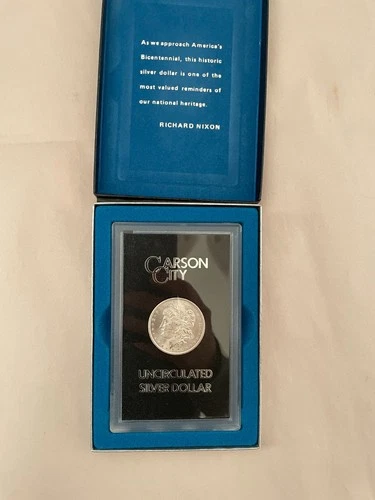 As we approach America's
Bicentennial, this historic
silver dollar is one of the
most valued reminders of
our national heritage.
RICHARD NIXON
CARSON
CITY
UNCIRCULATED
SILVER DOLLAR